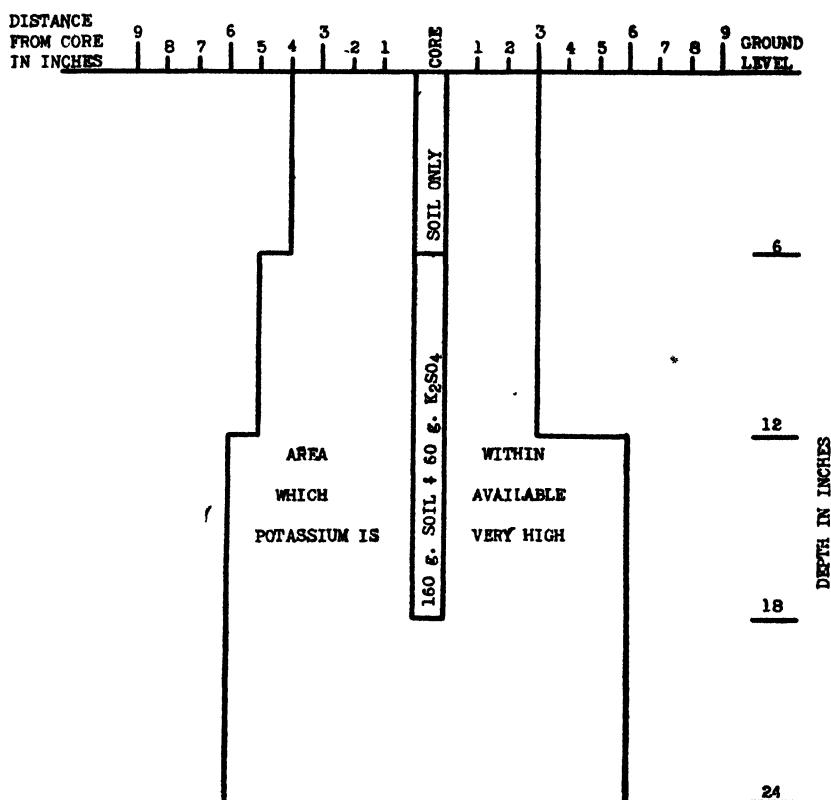 DISTANCE
FROM CORE
IN INCHES
9 8 7 6 5 4 3 2 1
CORE
1 2 3 4 5 6 7 8 9
GROUND
LEVEL
SOIL ONLY
160 g. SOIL + 60 g. K2SO4
AREA WITHIN
WHICH AVAILABLE
POTASSIUM IS VERY HIGH
6
12
18
24
DEPTH IN INCHES